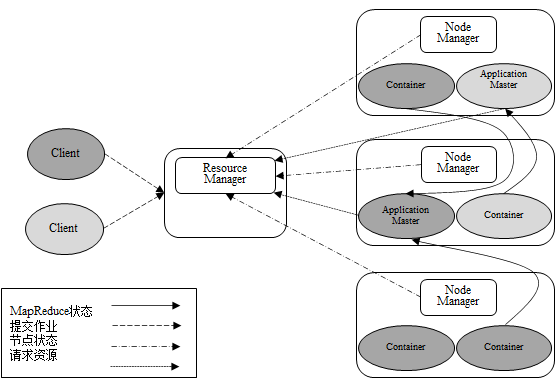 Node
Manager
Container
Application
Master
Client
Resource
Manager
Node
Manager
Client
Application
Master
Container
Node
Manager
Container
Container
MapReduce状态
提交作业
节点状态
请求资源